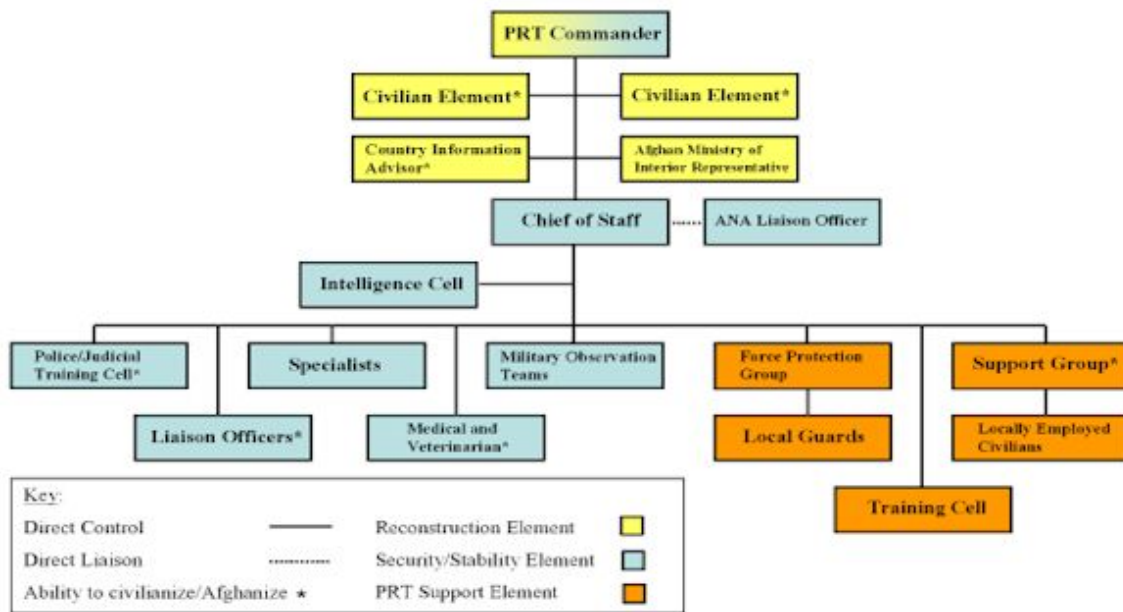 PRT Commander
Civilian Element*
Civilian Element*
Country Information
Advisor*
Afghan Ministry of
Interior Representative
Chief of Staff
ANA Liaison Officer
Intelligence Cell
Police/Judicial
Training Cell*
Specialists
Military Observation
Teams
Force Protection
Group
Support Group*
Liaison Officers*
Medical and
Veterinarian*
Local Guards
Locally Employed
Civilians
Training Cell
Key:
Direct Control
Reconstruction Element
Direct Liaison
Security/Stability Element
Ability to civilianize/Afghanize *
PRT Support Element